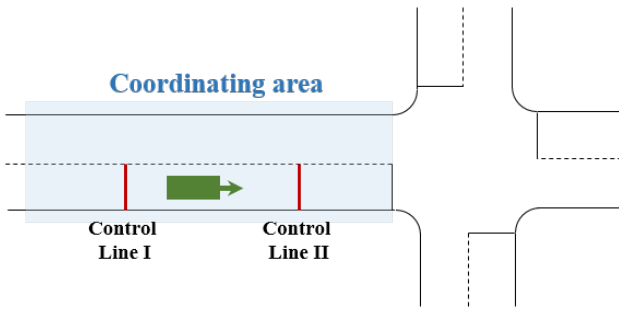 Coordinating area
Control
Line I
Control
Line II